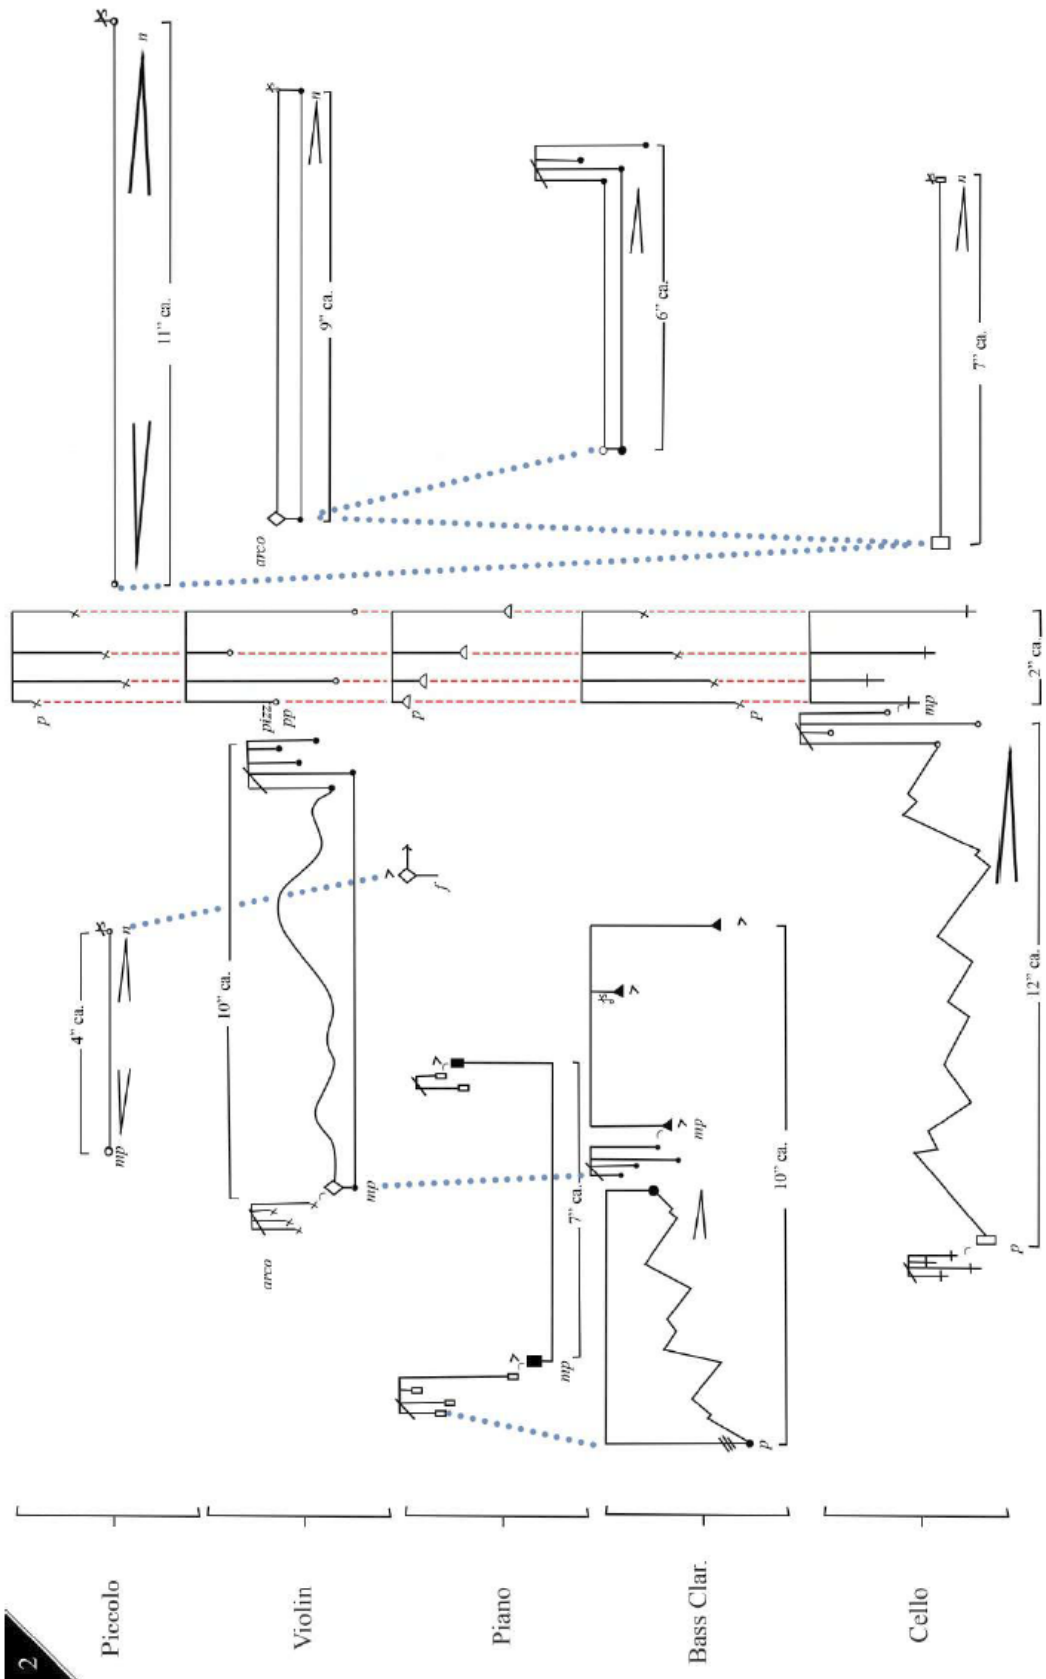 2
Piccolo
mp
4” ca.
n
p
11” ca.
n
Violin
arco
mp
10” ca.
pizz
pp
arco
9” ca.
n
Piano
mp
7” ca.
f
p
6” ca.
Bass Clar.
p
10” ca.
mp
p
Cello
p
12” ca.
mp
2” ca.
7” ca.
n